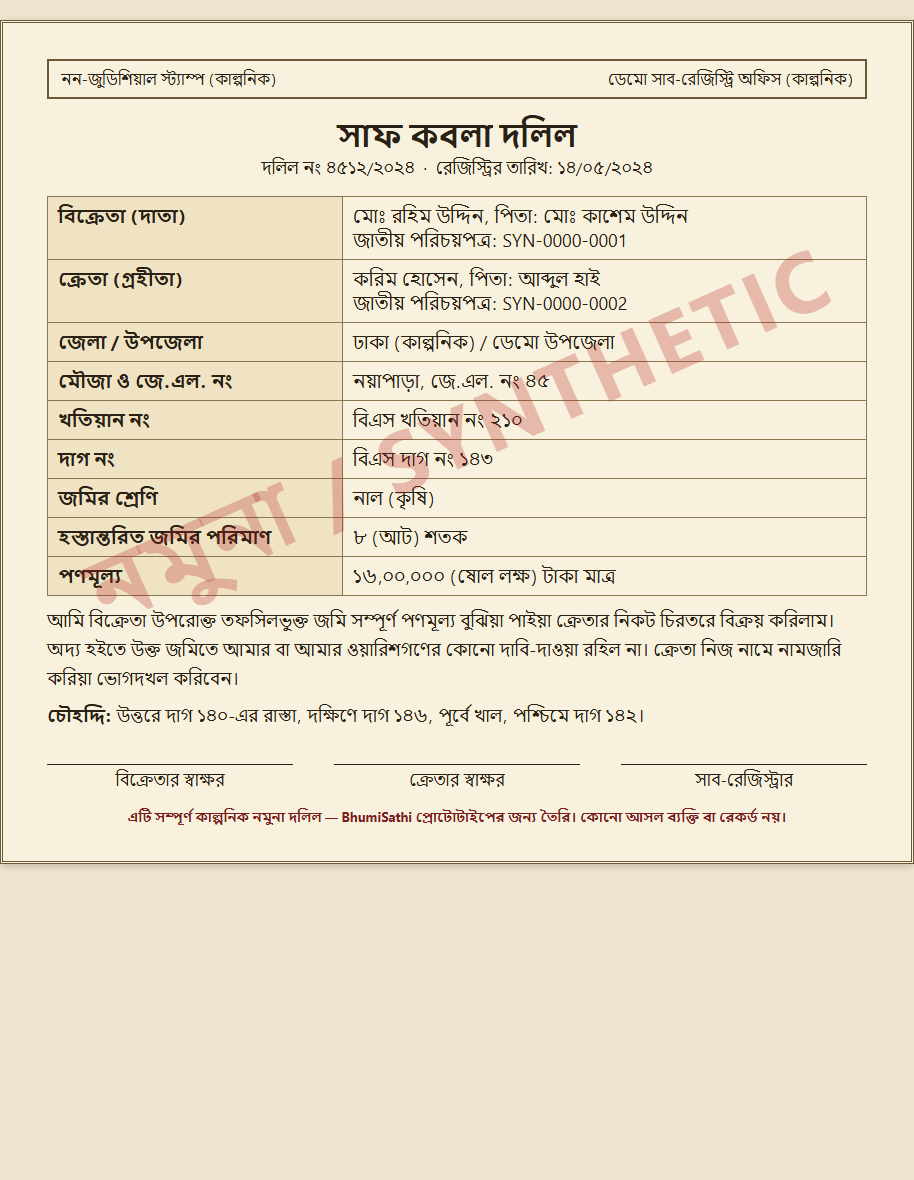 নন-জুডিশিয়াল স্ট্যাম্প (কাল্পনিক)
ডেমো সাব-রেজিস্ট্রি অফিস (কাল্পনিক)
সাফ কবলা দলিল
দলিল নং ৪৫১২/২০২৪ · রেজিস্ট্রির তারিখ: ১৪/০৫/২০২৪
বিক্রেতা (দাতা)
মোঃ রহিম উদ্দিন, পিতা: মোঃ কাশেম উদ্দিন
জাতীয় পরিচয়পত্র: SYN-0000-0001
ক্রেতা (গ্রহীতা)
করিম হোসেন, পিতা: আব্দুল হাই
জাতীয় পরিচয়পত্র: SYN-0000-0002
জেলা / উপজেলা
ঢাকা (কাল্পনিক) / ডেমো উপজেলা
মৌজা ও জে.এল. নং
নয়াপাড়া, জে.এল. নং ৪৫
খতিয়ান নং
বিএস খতিয়ান নং ২১০
দাগ নং
বিএস দাগ নং ১৪৩
জমির শ্রেণি
নাল (কৃষি)
হস্তান্তরিত জমির পরিমাণ
৮ (আট) শতক
পণমূল্য
১৬,০০,০০০ (ষোল লক্ষ) টাকা মাত্র
নমুনা / SYNTHETIC
আমি বিক্রেতা উপরোক্ত তফসিলভুক্ত জমি সম্পূর্ণ পণমূল্য বুঝিয়া পাইয়া ক্রেতার নিকট চিরতরে বিক্রয় করিলাম।
অদ্য হইতে উক্ত জমিতে আমার বা আমার ওয়ারিশগণের কোনো দাবি-দাওয়া রহিল না। ক্রেতা নিজ নামে নামজারি
করিয়া ভোগদখল করিবেন।
চৌহদ্দি: উত্তরে দাগ ১৪০-এর রাস্তা, দক্ষিণে দাগ ১৪৬, পূর্বে খাল, পশ্চিমে দাগ ১৪২।
বিক্রেতার স্বাক্ষর
ক্রেতার স্বাক্ষর
সাব-রেজিস্ট্রার
এটি সম্পূর্ণ কাল্পনিক নমুনা দলিল — BhumiSathi প্রোটোটাইপের জন্য তৈরি। কোনো আসল ব্যক্তি বা রেকর্ড নয়।